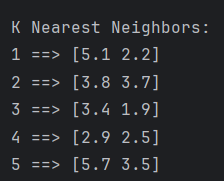 K Nearest Neighbors:
1 ==> [5.1 2.2]
2 ==> [3.8 3.7]
3 ==> [3.4 1.9]
4 ==> [2.9 2.5]
5 ==> [5.7 3.5]